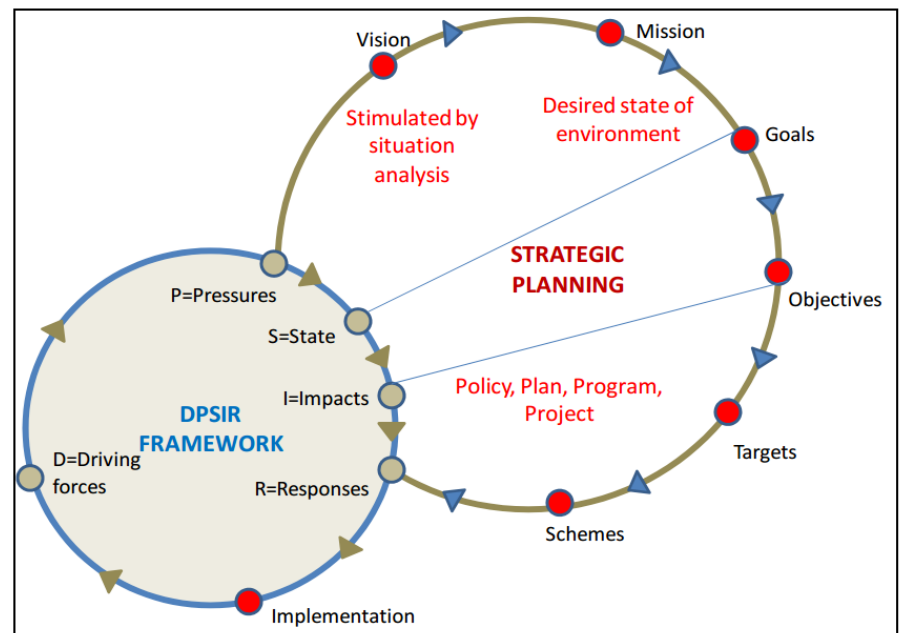 Vision
Mission
Stimulated by
situation
analysis
Desired state of
environment
Goals
STRATEGIC
PLANNING
P=Pressures
Objectives
S=State
I=Impacts
Policy, Plan, Program,
Project
DPSIR
FRAMEWORK
Targets
D=Driving
forces
R=Responses
Schemes
Implementation